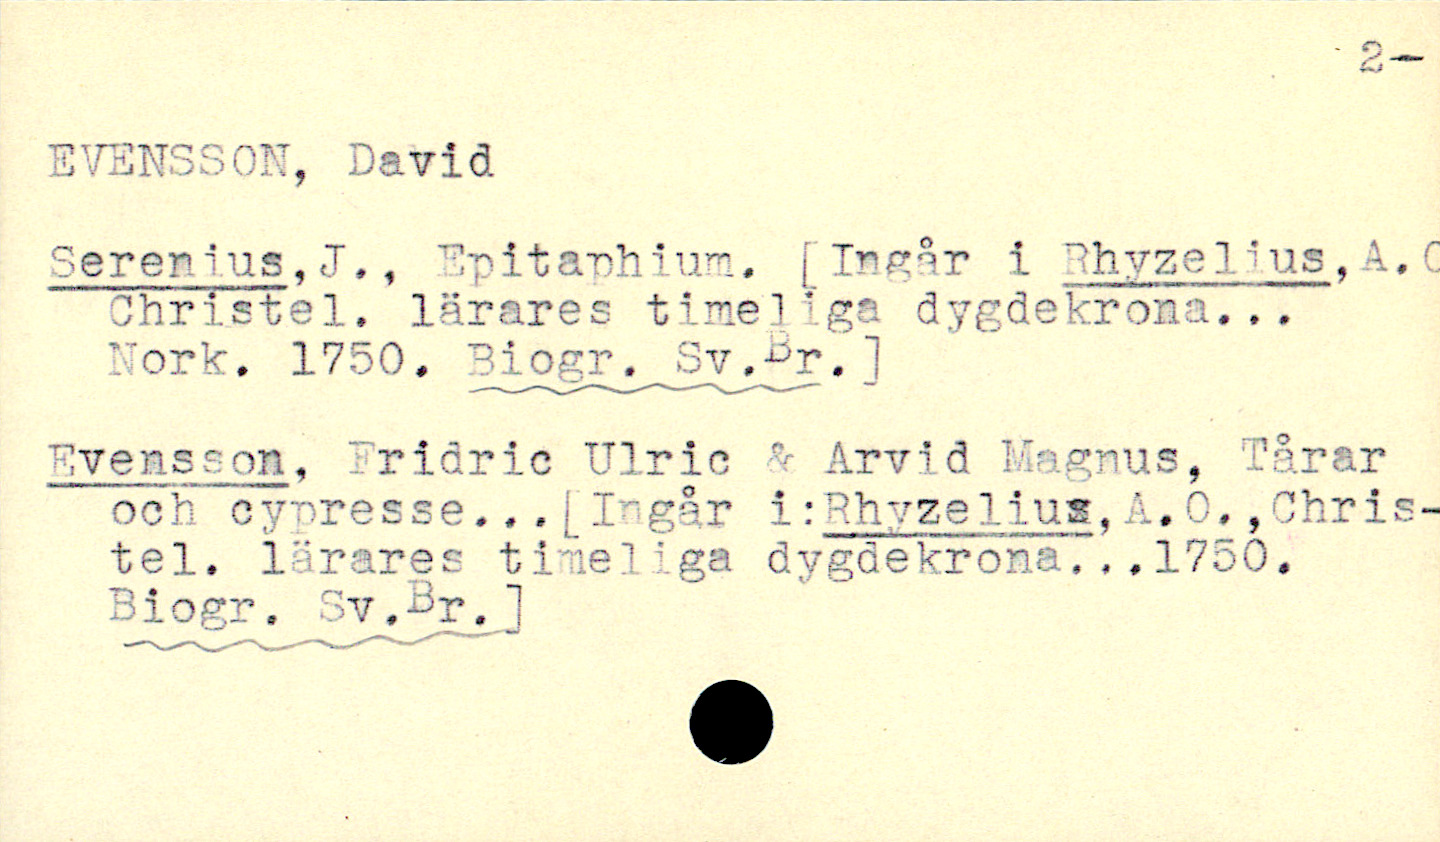 2-
EVENSSON, David
Serenius,J., Epitaphium. [Ingår i Rhyzelius,A.O
Christel. lärares timeliga dygdekrona...
Nork. 1750. Biogr. Sv.Br.]
Evensson, Fridric Ulric & Arvid Magnus, Tårar
och cypresse...[Ingår i:Rhyzelius,A.O.,Chris-
tel. lärares timeliga dygdekrona...1750.
Biogr. Sv.Br.]